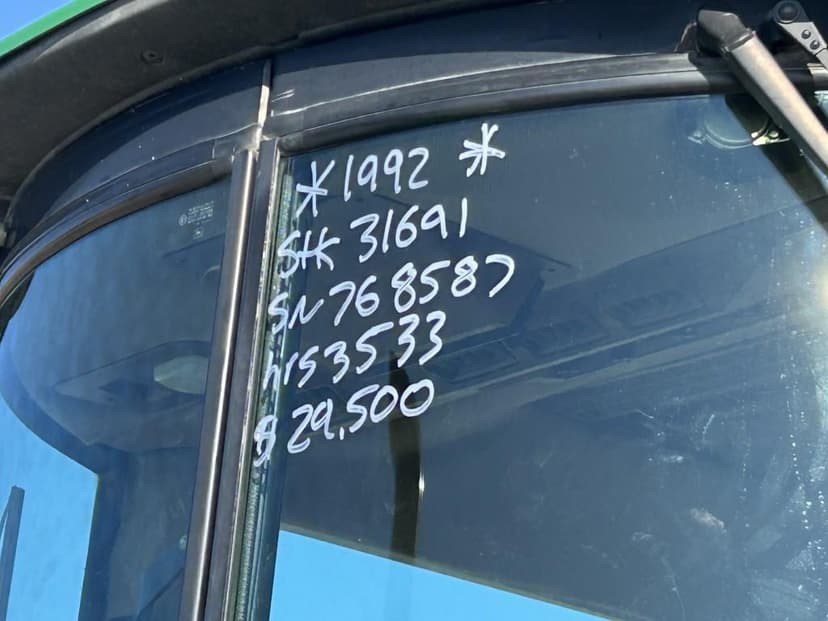 *1992 *
Stk 31691
SN 768587
hrs 3533
$29,500